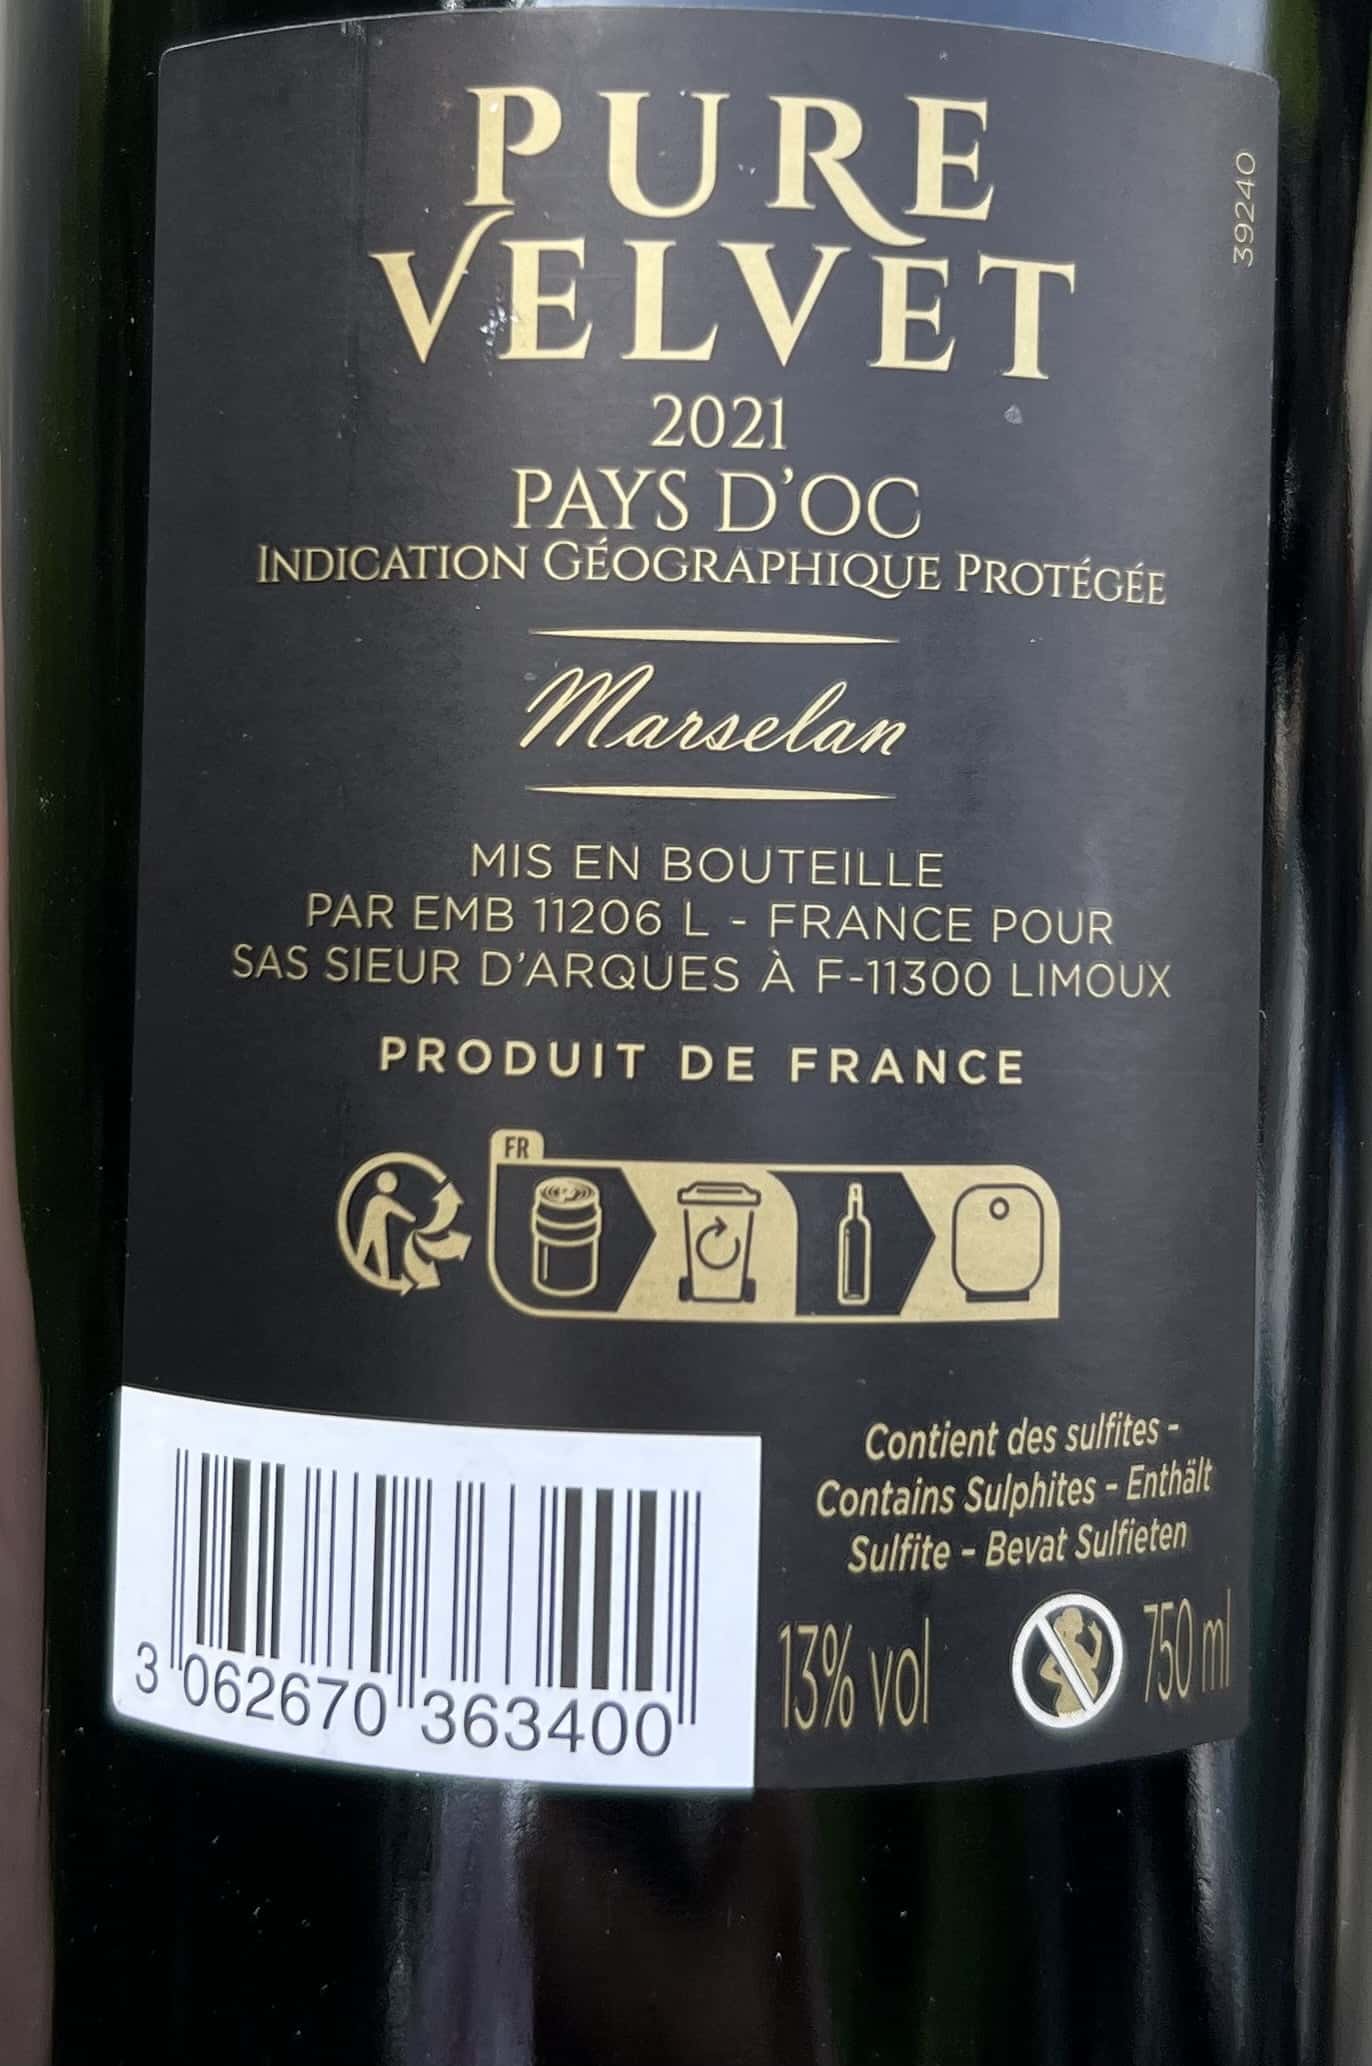 PURE
VELVET
39240
2021
PAYS D'OC
INDICATION GÉOGRAPHIQUE PROTÉGÉE
Marselan
MIS EN BOUTEILLE
PAR EMB 11206 L - FRANCE POUR
SAS SIEUR D'ARQUES À F-11300 LIMOUX
PRODUIT DE FRANCE
FR
Contient des sulfites -
Contains Sulphites - Enthält
Sulfite - Bevat Sulfieten
13% vol 750 ml
3 062670 363400